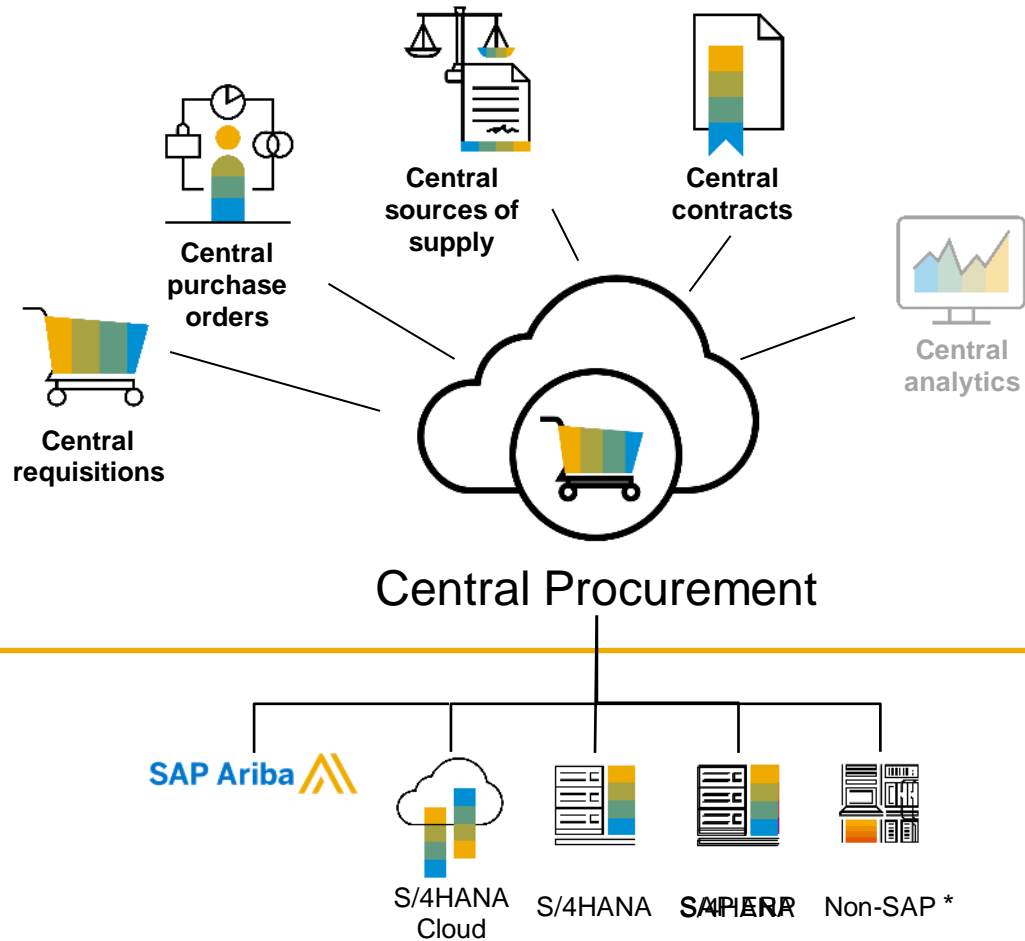 Central
sources of
supply
Central
contracts
Central
purchase
orders
Central
analytics
Central
requisitions
Central Procurement
SAP Ariba
S/4HANA
Cloud
S/4HANA
Non-SAP *